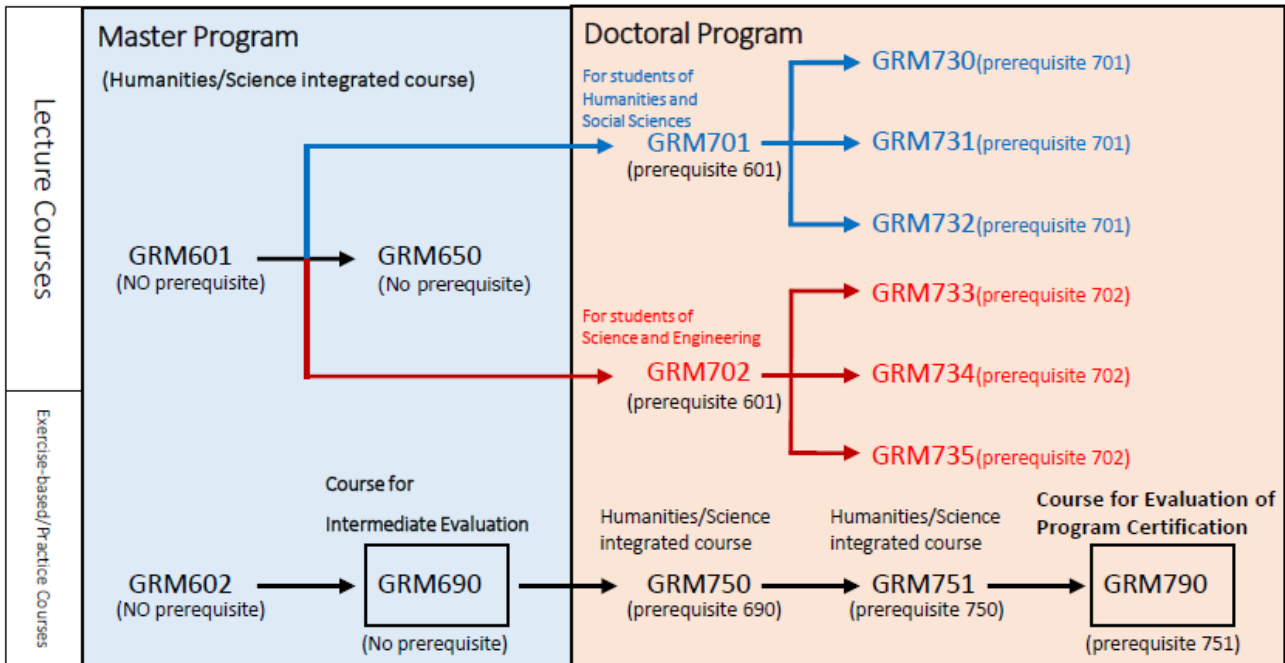 Lecture Courses
Exercise-based/Practice Courses
Master Program
(Humanities/Science integrated course)
GRM601
(NO prerequisite)
GRM650
(No prerequisite)
Course for
Intermediate Evaluation
GRM602
(NO prerequisite)
GRM690
(No prerequisite)
Doctoral Program
For students of
Humanities and
Social Sciences
GRM701
(prerequisite 601)
GRM730(prerequisite 701)
GRM731(prerequisite 701)
GRM732(prerequisite 701)
For students of
Science and Engineering
GRM702
(prerequisite 601)
GRM733(prerequisite 702)
GRM734(prerequisite 702)
GRM735(prerequisite 702)
Humanities/Science
integrated course
GRM750
(prerequisite 690)
Humanities/Science
integrated course
GRM751
(prerequisite 750)
Course for Evaluation of
Program Certification
GRM790
(prerequisite 751)